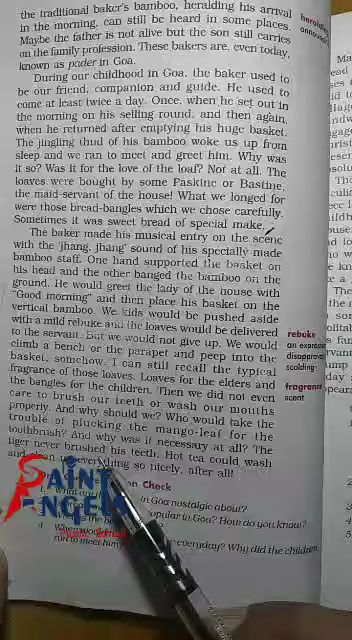 the traditional baker's bamboo, heralding his arrival
in the morning, can still be heard in some places.
Maybe the father is not alive but the son still carries
on the family profession. These bakers are, even today,
known as pader in Goa.
During our childhood in Goa, the baker used to
be our friend, companion and guide. He used to
come at least twice a day. Once, when he set out in
the morning on his selling round, and then again,
when he returned after emptying his huge basket.
The jingling thud of his bamboo woke us up from
sleep and we ran to meet and greet him. Why was
it so? Was it for the love of the loaf? Not at all. The
loaves were bought by some Paskine or Bastine,
the maid-servant of the house! What we longed for
were those bread-bangles which we chose carefully.
Sometimes it was sweet bread of special make.
The baker made his musical entry on the scene
with the 'jhang, jhang' sound of his specially made
bamboo staff. One hand supported the basket on
his head and the other banged the bamboo on the
ground. He would greet the lady of the house with
"Good morning" and then place his basket on the
vertical bamboo. We kids would be pushed aside
with a mild rebuke and the loaves would be delivered
to the servant. But we would not give up. We would
climb a bench or the parapet and peep into the
basket, somehow. I can still recall the typical
fragrance of those loaves. Loaves for the elders and
the bangles for the children. Then we did not even
care to brush our teeth or wash our mouths
properly. And why should we? Who would take the
trouble of plucking the mango-leaf for the
toothbrush? And why was it necessary at all? The
tiger never brushed his teeth. Hot tea could wash
and clean up everything so nicely, after all!
rebuke
an express
disapproval
scolding
fragrance
scent
Check
in Goa nostalgic about?
popular in Goa? How do you know?
everyday? Why did the children
run to meet him
SAINT
ANGELS